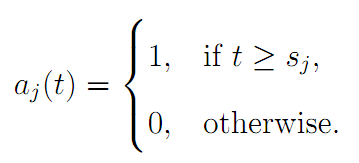 a_j(t) = { 1, if t ≥ s_j,
0, otherwise.